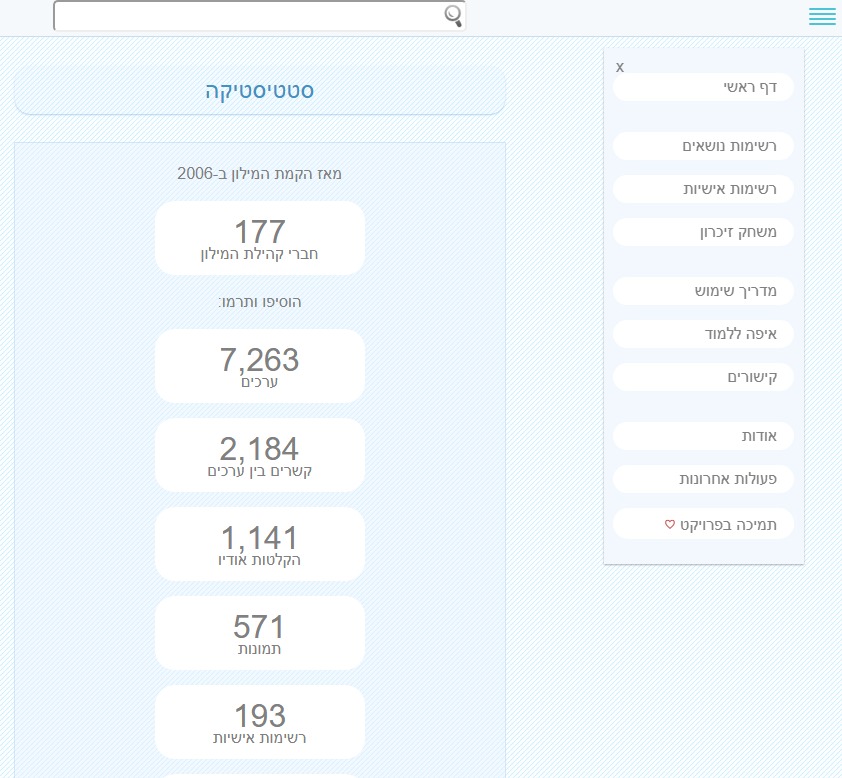 x
דף ראשי
רשימות נושאים
רשימות אישיות
משחק זיכרון
מדריך שימוש
איפה ללמוד
קישורים
אודות
פעולות אחרונות
תמיכה בפרויקט
סטטיסטיקה
מאז הקמת המילון ב-2006
177
חברי קהילת המילון
הוסיפו ותרמו:
7,263
ערכים
2,184
קשרים בין ערכים
1,141
הקלטות אודיו
571
תמונות
193
רשימות אישיות